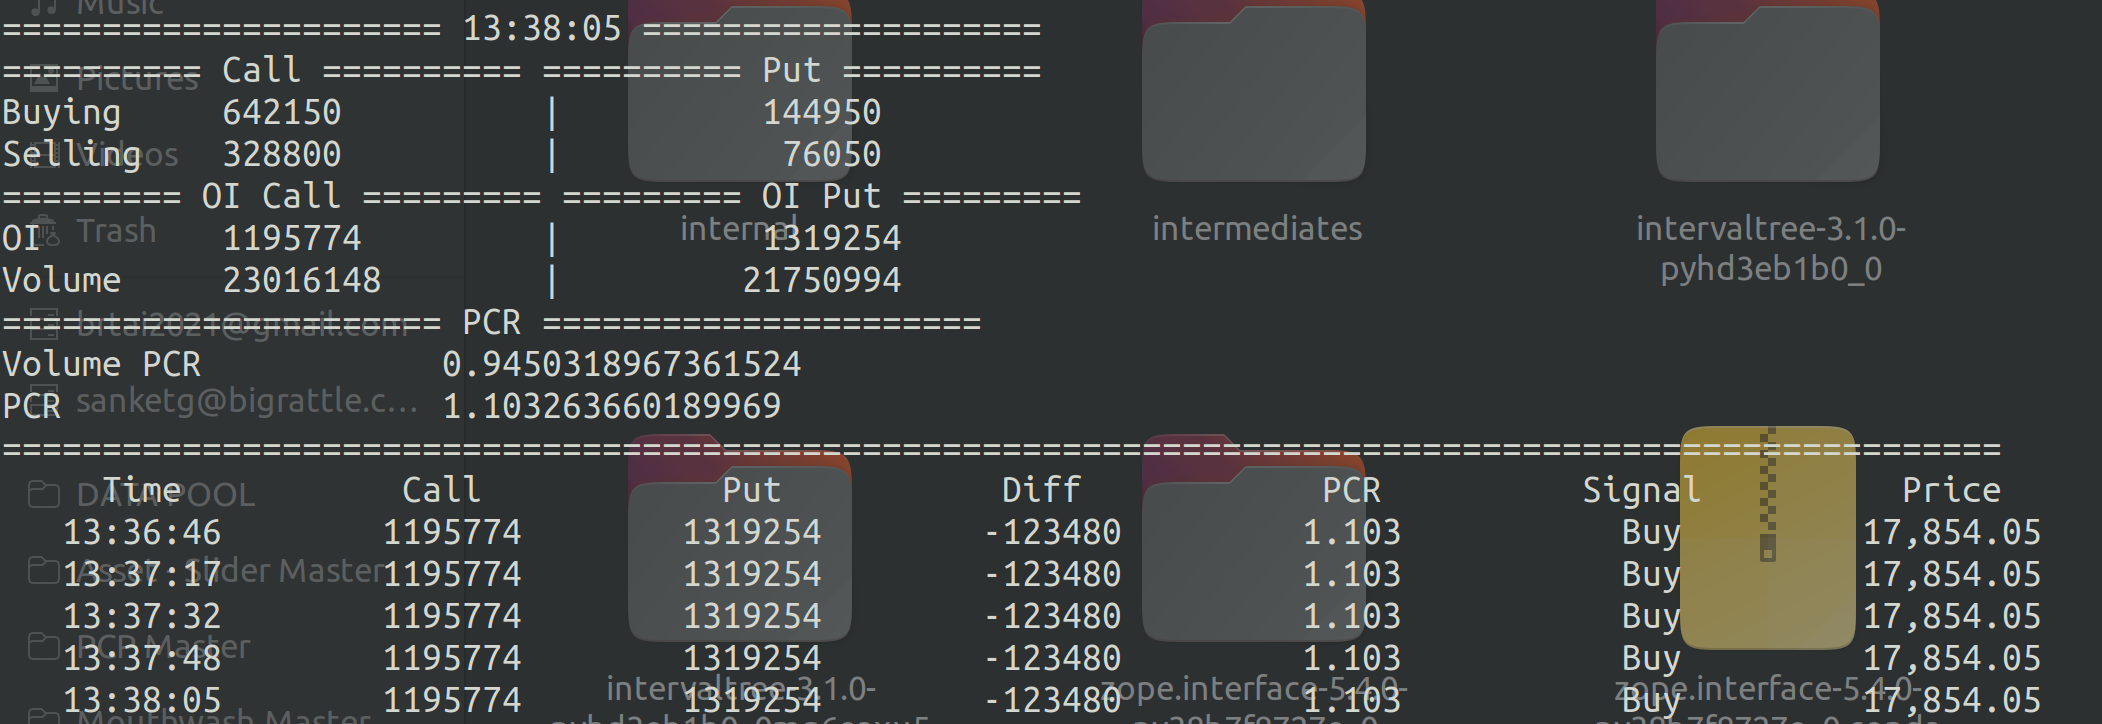 Music
===================== 13:38:05 ====================
========== Call ========== ========== Put ==========
Pictures
Buying 642150 | 144950
Selling 328800 | 76050
Videos
========= OI Call ========= ========= OI Put =========
Trash
internal
intermediates
intervaltree-3.1.0-
pyhd3eb1b0_0
OI 1195774 | 1319254
Volume 23016148 | 21750994
====================== PCR ======================
brtai2021@gmail.com
Volume PCR 0.9450318967361524
PCR 1.103263660189969
sanketg@bigrattle.c...
====================================================================================================
Time Call Put Diff PCR Signal Price
DATA POOL
13:36:46 1195774 1319254 -123480 1.103 Buy 17,854.05
13:37:17 1195774 1319254 -123480 1.103 Buy 17,854.05
Asset - Slider Master
13:37:32 1195774 1319254 -123480 1.103 Buy 17,854.05
PCR Master
13:37:48 1195774 1319254 -123480 1.103 Buy 17,854.05
13:38:05 1195774 1319254 -123480 1.103 Buy 17,854.05
intervaltree-3.1.0-
zope.interface-5.4.0-
zope.interface-5.4.0-
Mouthwash Master